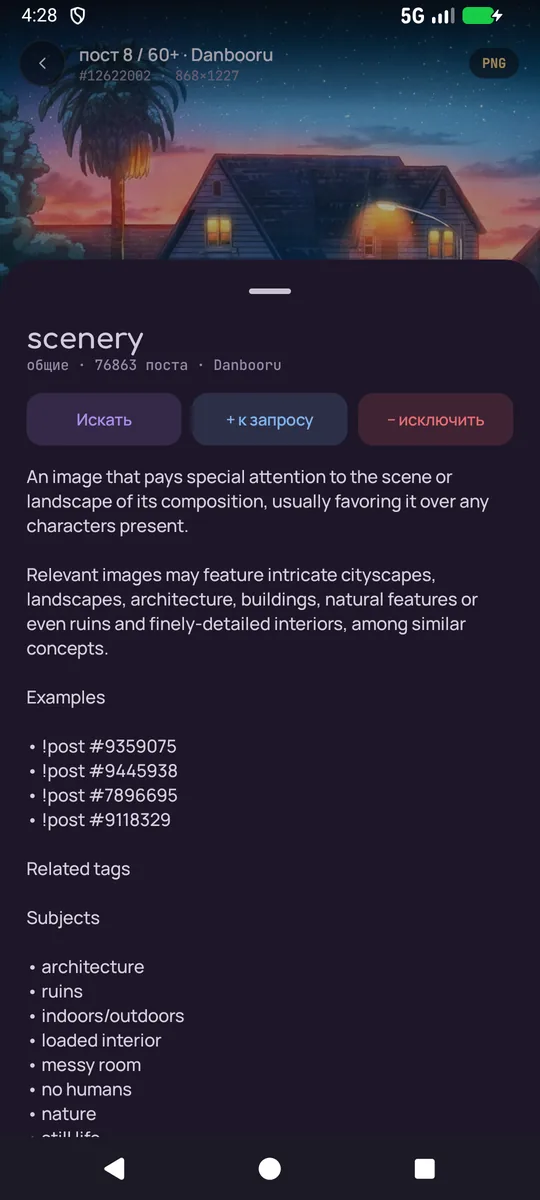 4:28
5G
пост 8 / 60+ · Danbooru
#12622002 · 868×1227
PNG
scenery
общие · 76863 поста · Danbooru
Искать
+ к запросу
− исключить
An image that pays special attention to the scene or
landscape of its composition, usually favoring it over any
characters present.
Relevant images may feature intricate cityscapes,
landscapes, architecture, buildings, natural features or
even ruins and finely-detailed interiors, among similar
concepts.
Examples
• !post #9359075
• !post #9445938
• !post #7896695
• !post #9118329
Related tags
Subjects
• architecture
• ruins
• indoors/outdoors
• loaded interior
• messy room
• no humans
• nature
• still life